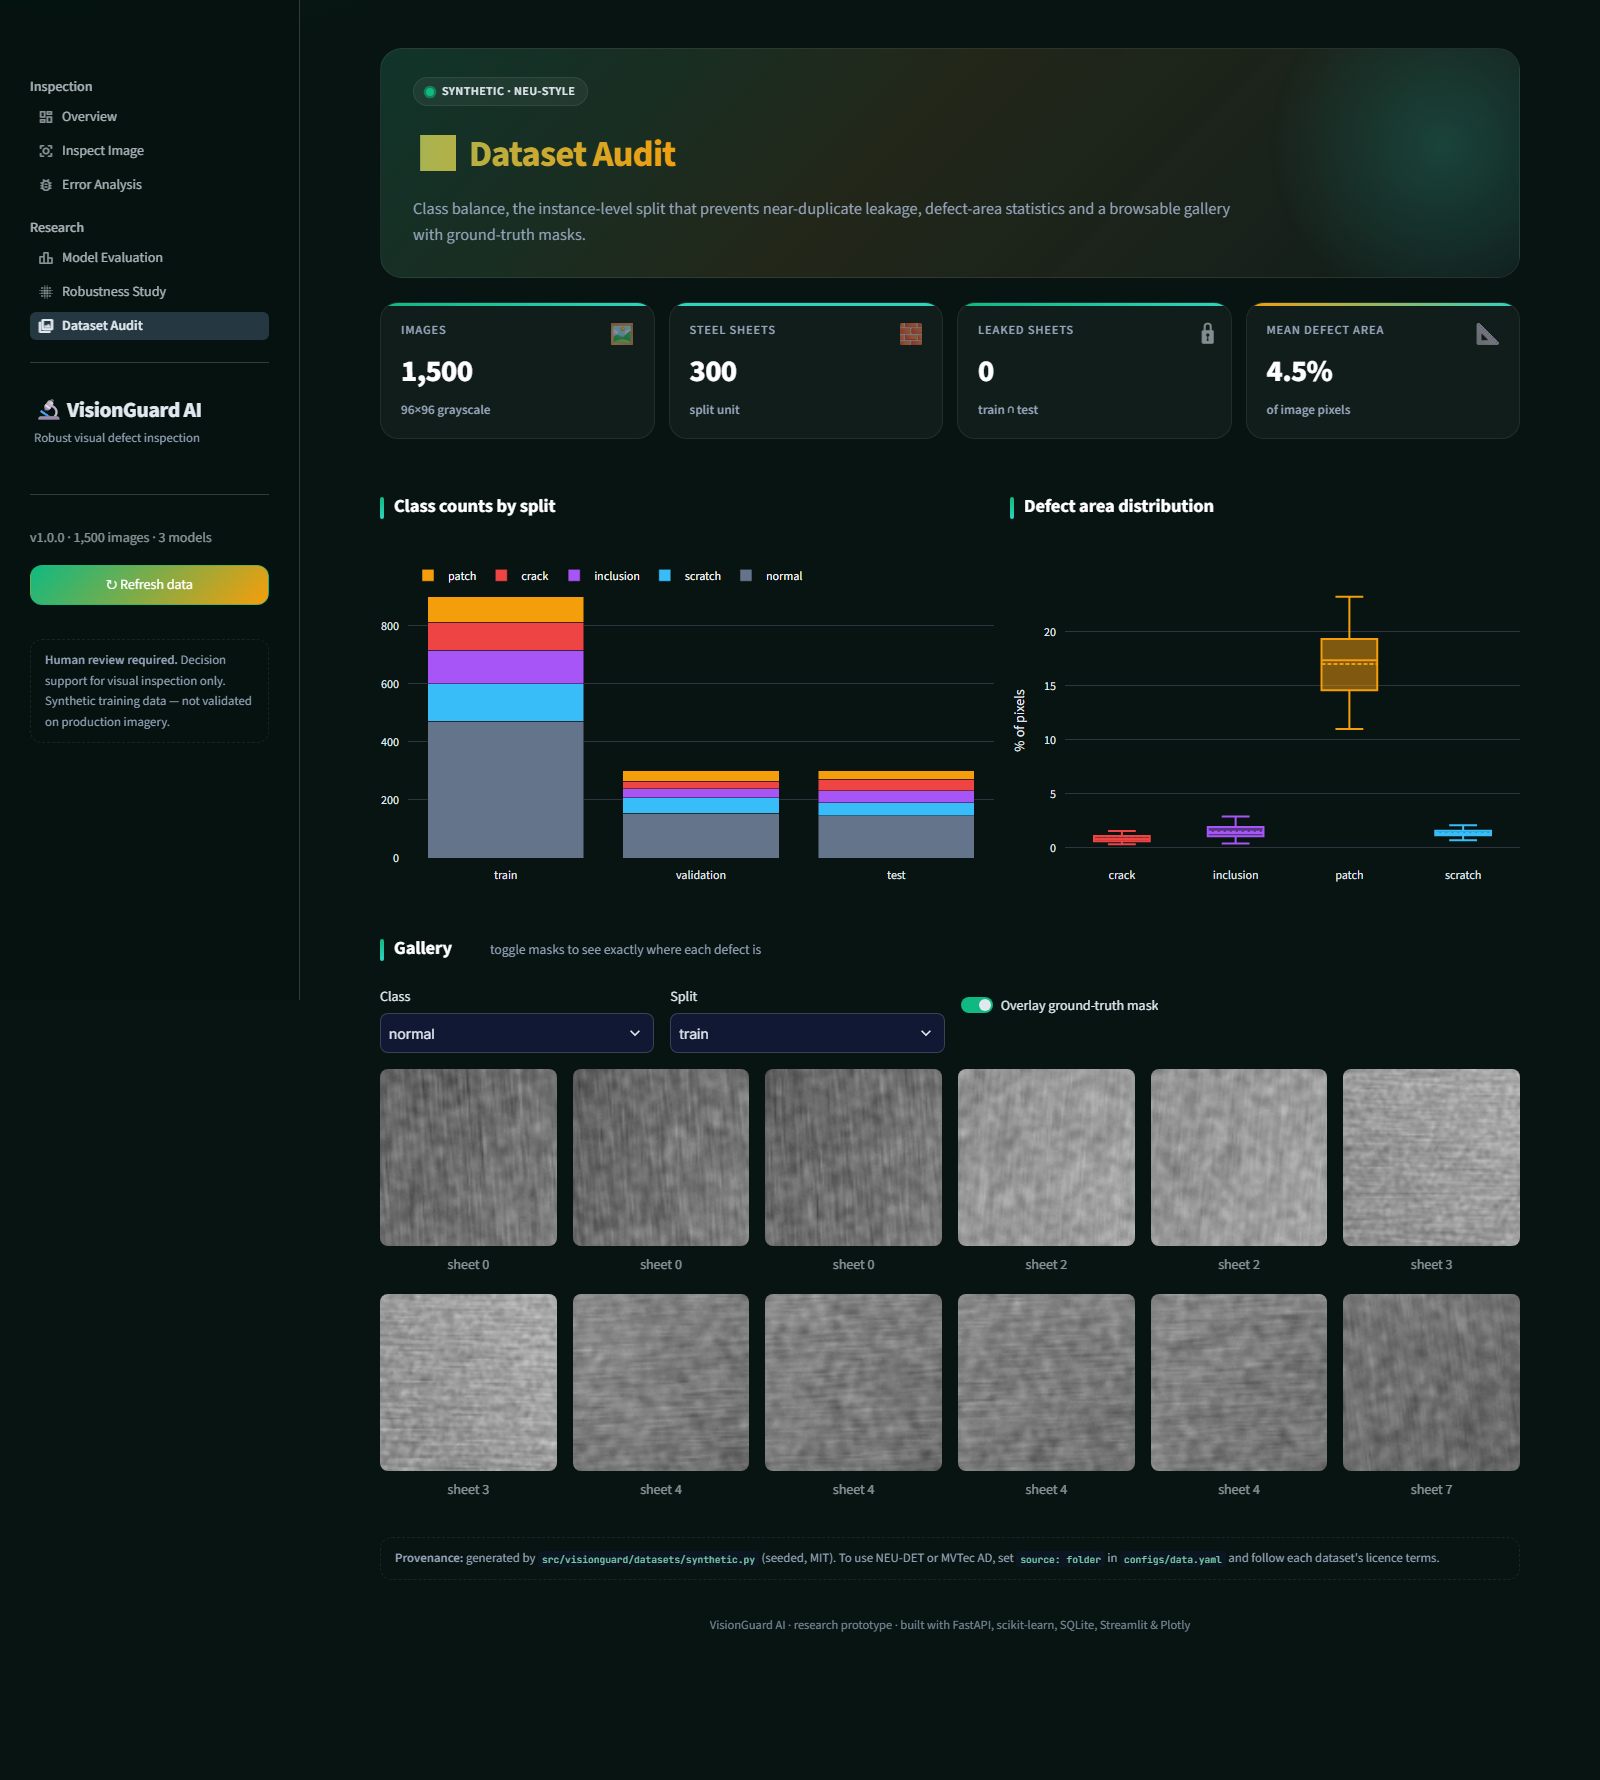 Inspection
Overview
Inspect Image
Error Analysis
Research
Model Evaluation
Robustness Study
Dataset Audit
VisionGuard AI
Robust visual defect inspection
v1.0.0 · 1,500 images · 3 models
↻ Refresh data
Human review required. Decision
support for visual inspection only.
Synthetic training data — not validated
on production imagery.
SYNTHETIC · NEU-STYLE
Dataset Audit
Class balance, the instance-level split that prevents near-duplicate leakage, defect-area statistics and a browsable gallery
with ground-truth masks.
IMAGES
1,500
96×96 grayscale
STEEL SHEETS
300
split unit
LEAKED SHEETS
0
train ∩ test
MEAN DEFECT AREA
4.5%
of image pixels
Class counts by split
patch crack inclusion scratch normal
800
600
400
200
0
train validation test
Defect area distribution
% of pixels
20
15
10
5
0
crack inclusion patch scratch
Gallery toggle masks to see exactly where each defect is
Class
normal
Split
train
Overlay ground-truth mask
sheet 0 sheet 0 sheet 0 sheet 2 sheet 2 sheet 3
sheet 3 sheet 4 sheet 4 sheet 4 sheet 4 sheet 7
Provenance: generated by src/visionguard/datasets/synthetic.py (seeded, MIT). To use NEU-DET or MVTec AD, set source: folder in configs/data.yaml and follow each dataset's licence terms.
VisionGuard AI · research prototype · built with FastAPI, scikit-learn, SQLite, Streamlit & Plotly